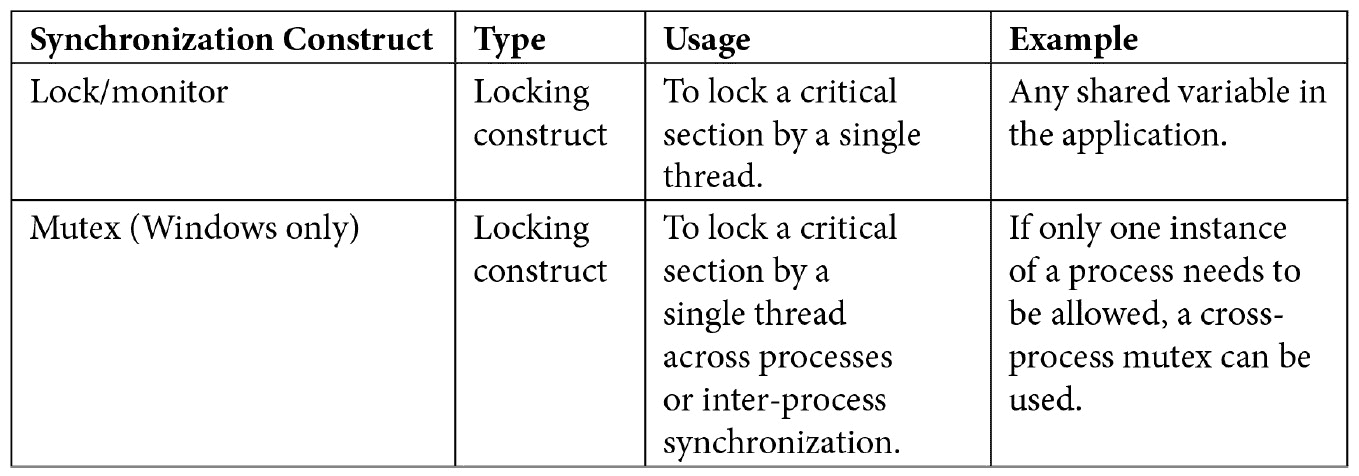 Synchronization Construct Type Usage Example
Lock/monitor Locking To lock a critical Any shared variable in
construct section by a single the application.
thread.
Mutex (Windows only) Locking To lock a critical If only one instance
construct section by a of a process needs to
single thread be allowed, a cross-
across processes process mutex can be
or inter-process used.
synchronization.